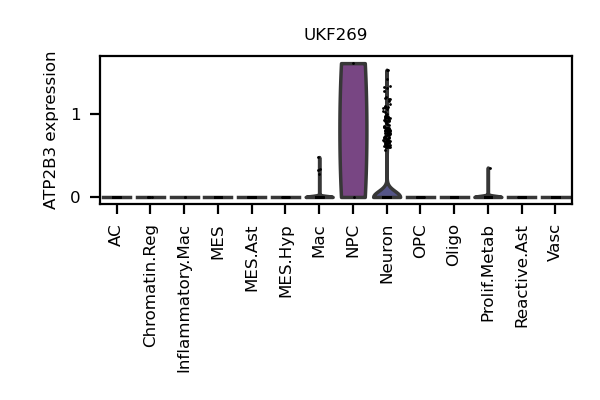 UKF269
ATP2B3 expression
1
0
AC
Chromatin.Reg
Inflammatory.Mac
MES
MES.Ast
MES.Hyp
Mac
NPC
Neuron
OPC
Oligo
Prolif.Metab
Reactive.Ast
Vasc